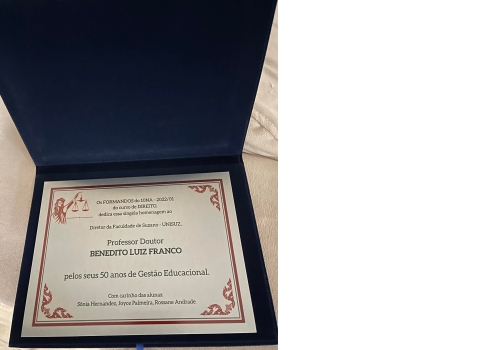 Os FORMANDOS do 10NA - 2022/01
do curso de DIREITO,
dedica essa singela homenagem ao
Diretor da Faculdade de Suzano - UNISUZ,
Professor Doutor
BENEDITO LUIZ FRANCO
pelos seus 50 anos de Gestão Educacional.
Com carinho das alunas
Sônia Hernandes, Joyce Palmeira, Rossane Andrade